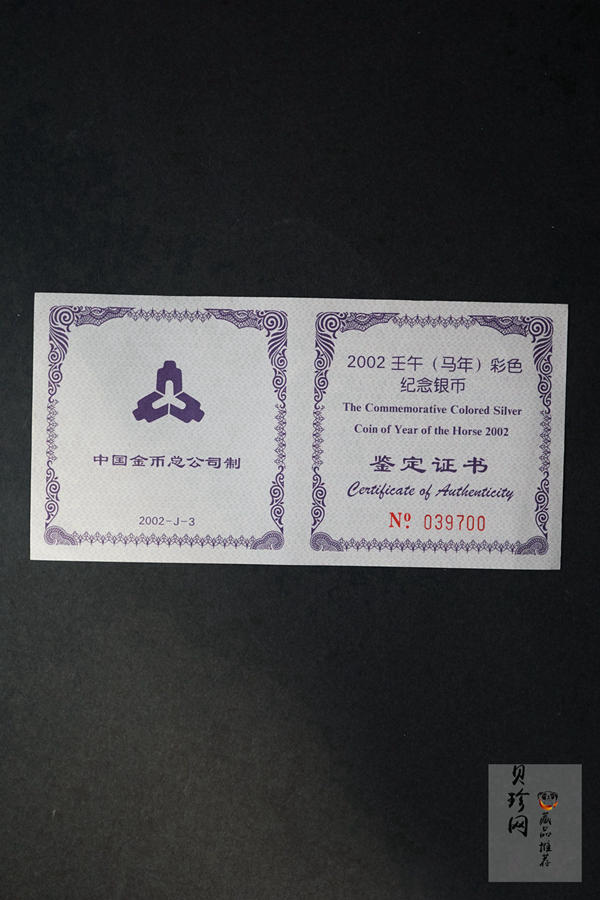 中国金币总公司制
2002-J-3
2002 壬午（马年）彩色
纪念银币
The Commemorative Colored Silver
Coin of Year of the Horse 2002
鉴定证书
Certificate of Authenticity
Nº 039700
贝珍网
藏品推荐